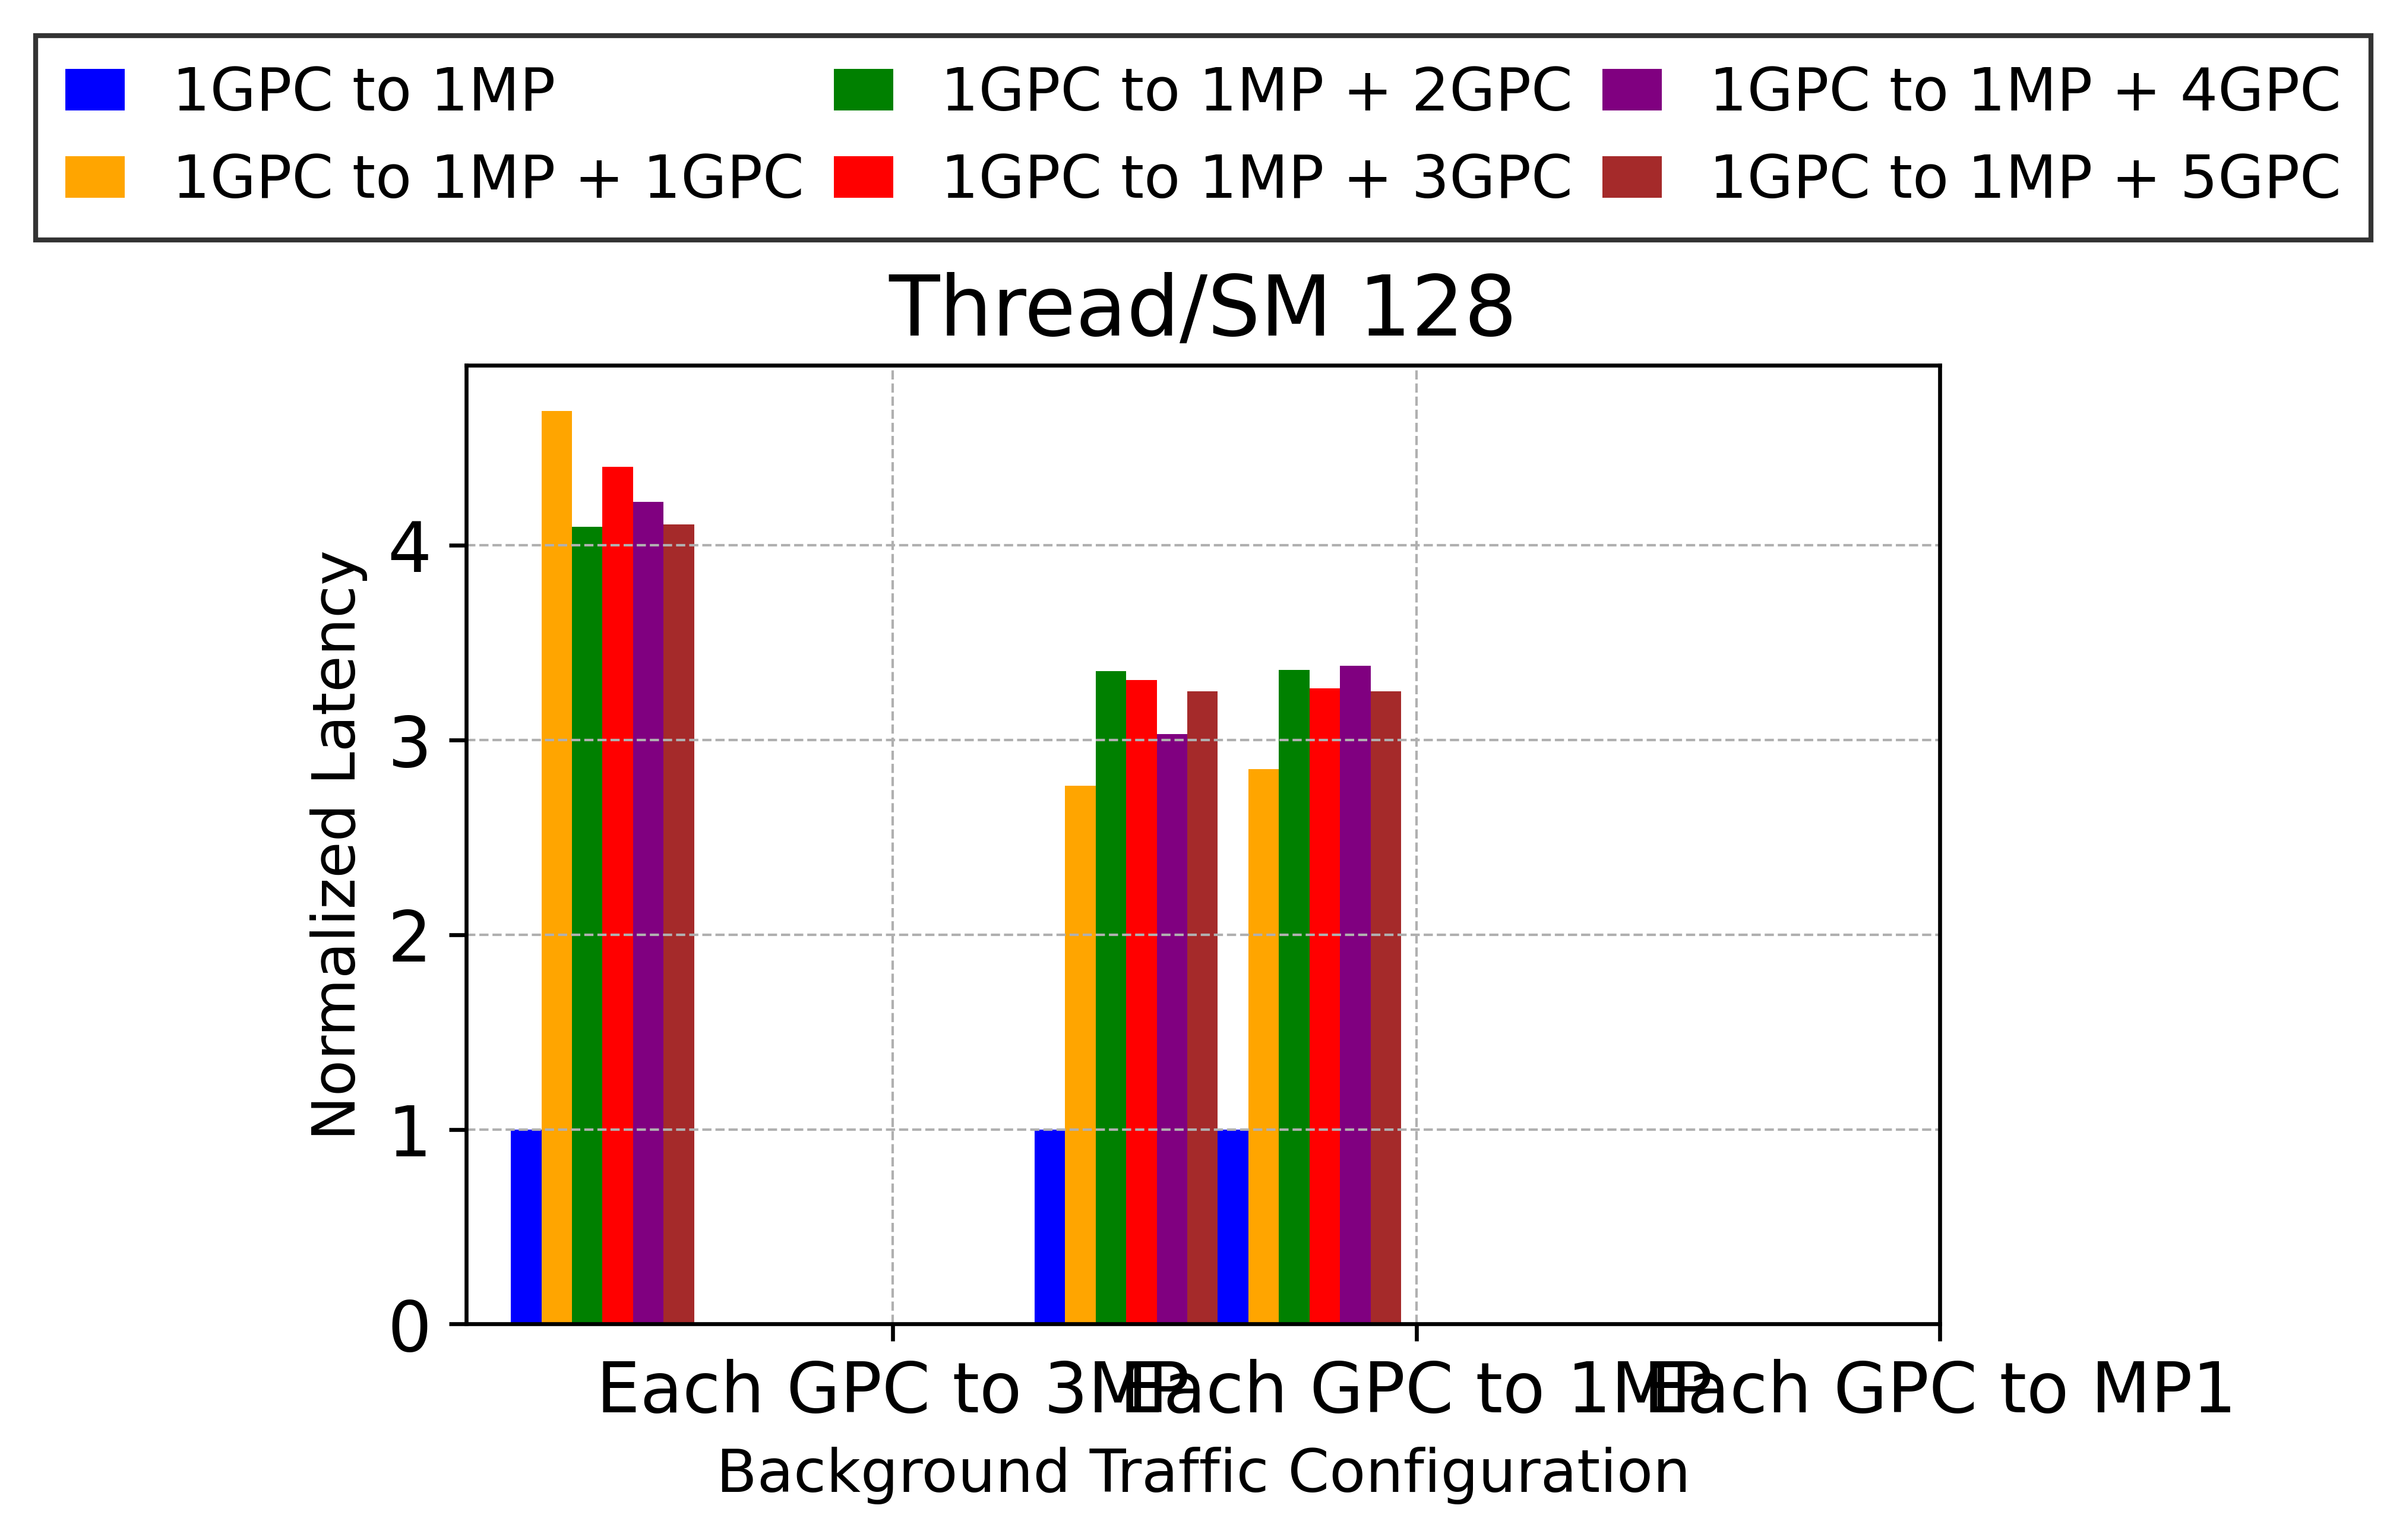 1GPC to 1MP
1GPC to 1MP + 1GPC
1GPC to 1MP + 2GPC
1GPC to 1MP + 3GPC
1GPC to 1MP + 4GPC
1GPC to 1MP + 5GPC
Thread/SM 128
Normalized Latency
4
3
2
1
0
Each GPC to 3MP
Each GPC to 1MP
Each GPC to MP1
Background Traffic Configuration